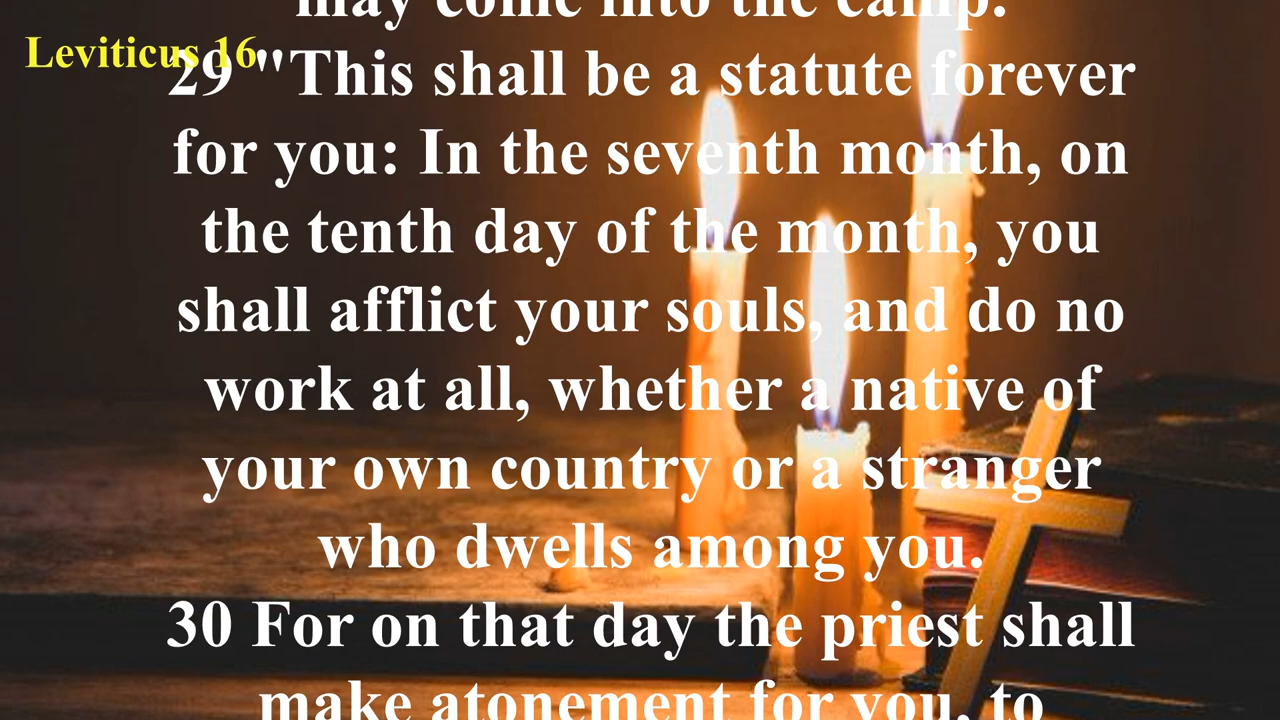 may come into the camp.
Leviticus 16
29 "This shall be a statute forever
for you: In the seventh month, on
the tenth day of the month, you
shall afflict your souls, and do no
work at all, whether a native of
your own country or a stranger
who dwells among you.
30 For on that day the priest shall
make atonement for you, to